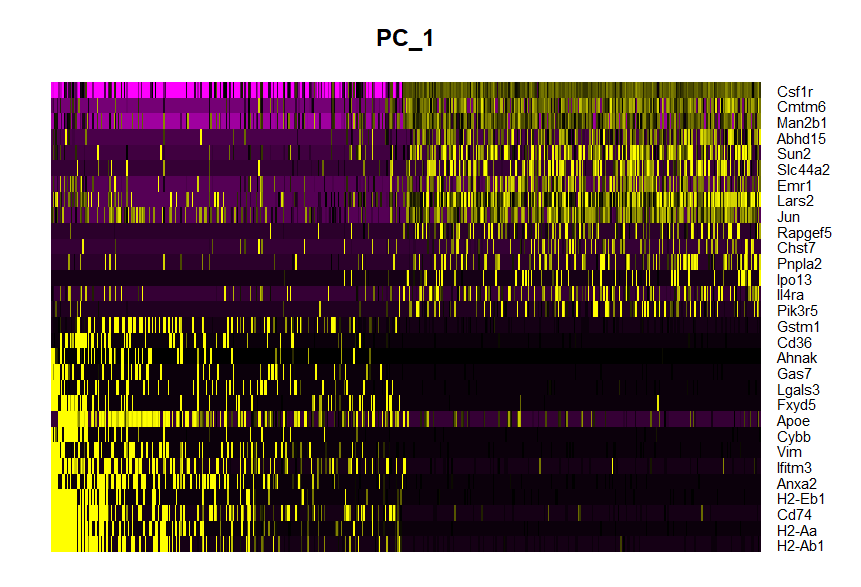 PC_1
Csf1r
Cmtm6
Man2b1
Abhd15
Sun2
Slc44a2
Emr1
Lars2
Jun
Rapgef5
Chst7
Pnpla2
Ipo13
Il4ra
Pik3r5
Gstm1
Cd36
Ahnak
Gas7
Lgals3
Fxyd5
Apoe
Cybb
Vim
Ifitm3
Anxa2
H2-Eb1
Cd74
H2-Aa
H2-Ab1